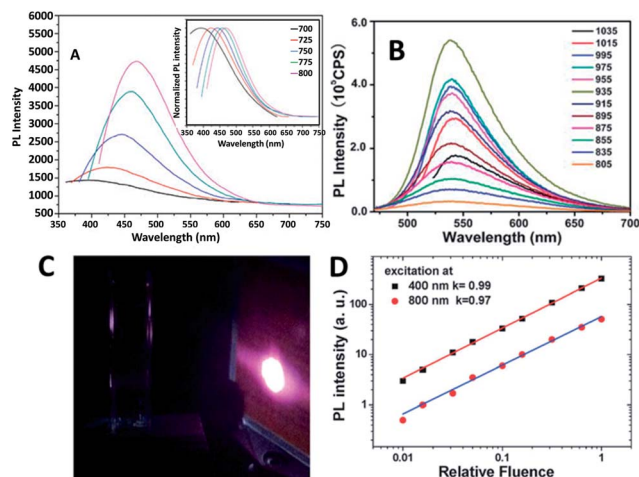 A
6000
5500
5000
4500
4000
3500
3000
2500
2000
1500
1000
500
PL Intensity
350 400 450 500 550 600 650 700 750
Wavelength (nm)
Normalized PL intensity
350 400 450 500 550 600 650 700 750
Wavelength(nm)
700
725
750
775
800
B
6.0
4.0
2.0
0.0
PL Intensity (10⁵CPS)
500 550 600 650 700
Wavelength (nm)
1035
1015
995
975
955
935
915
895
875
855
835
805
C
D
excitation at
400 nm k= 0.99
800 nm k=0.97
100
10
1
PL intensity (a. u.)
0.01 0.1 1
Relative Fluence